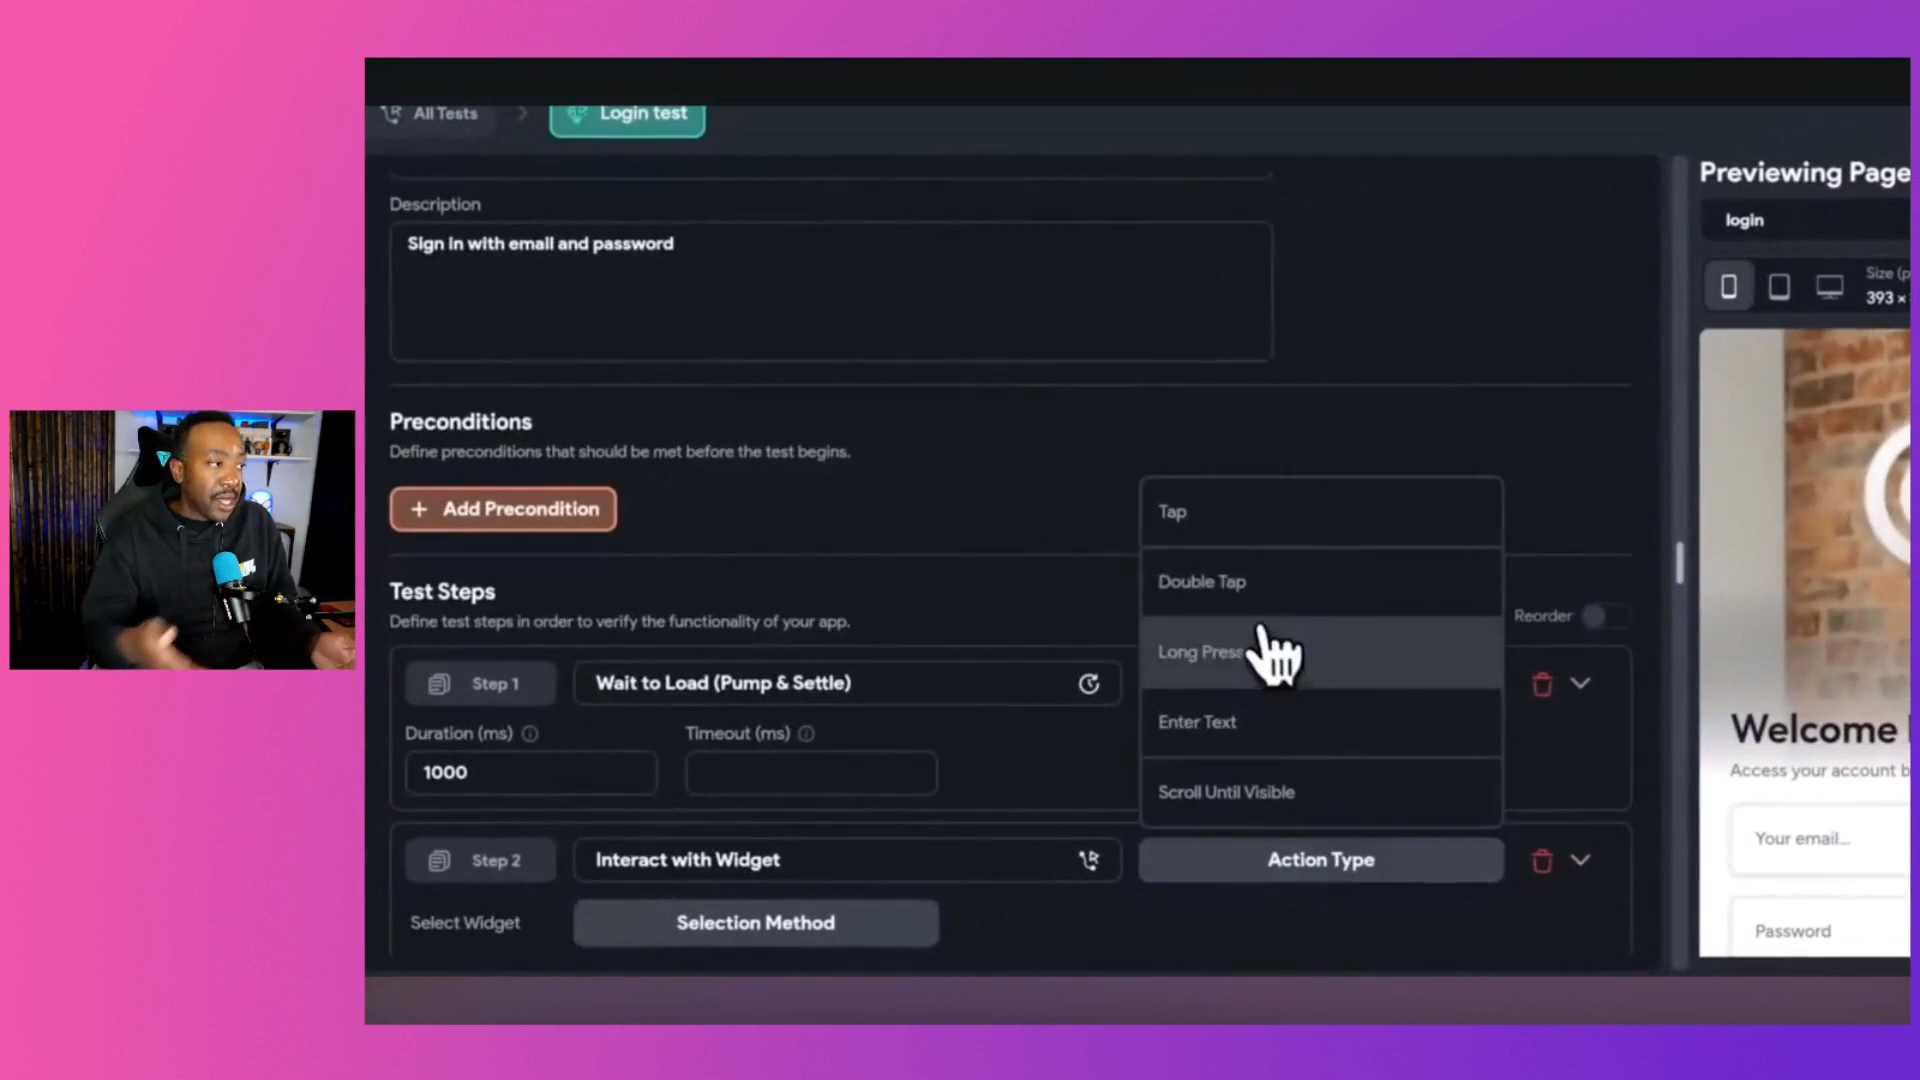 All Tests
Login test
Description
Sign in with email and password
Preconditions
Define preconditions that should be met before the test begins.
+ Add Precondition
Test Steps
Define test steps in order to verify the functionality of your app.
Reorder
Step 1
Wait to Load (Pump & Settle)
Duration (ms)
Timeout (ms)
1000
Tap
Double Tap
Long Press
Enter Text
Scroll Until Visible
Step 2
Interact with Widget
Action Type
Select Widget
Selection Method
Previewing Page
login
Size (p
393 ×
Welcome
Access your account b
Your email...
Password